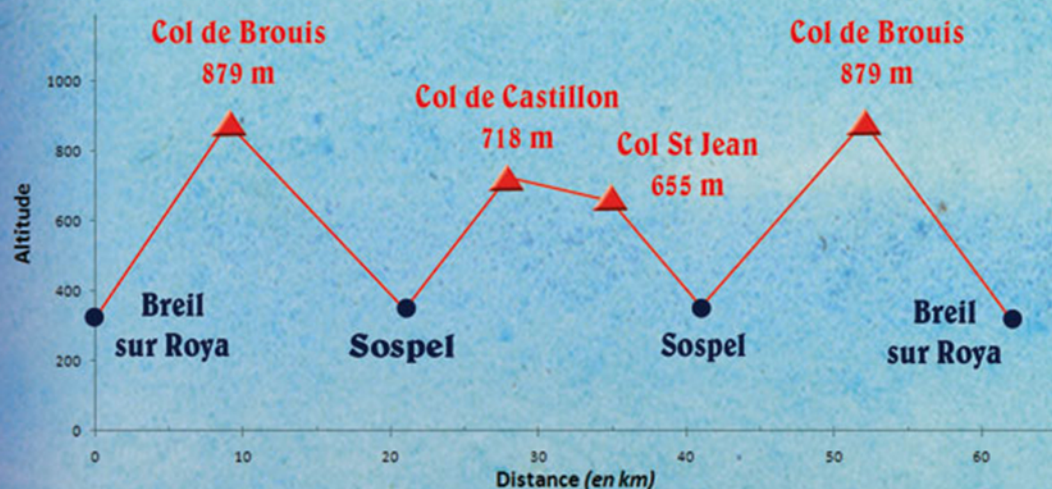 Col de Brouis
879 m
Col de Brouis
879 m
Col de Castillon
718 m
Col St Jean
655 m
1000
800
600
400
200
0
Altitude
Breil
sur Roya
Sospel
Sospel
Breil
sur Roya
0
10
20
30
40
50
60
Distance (en km)